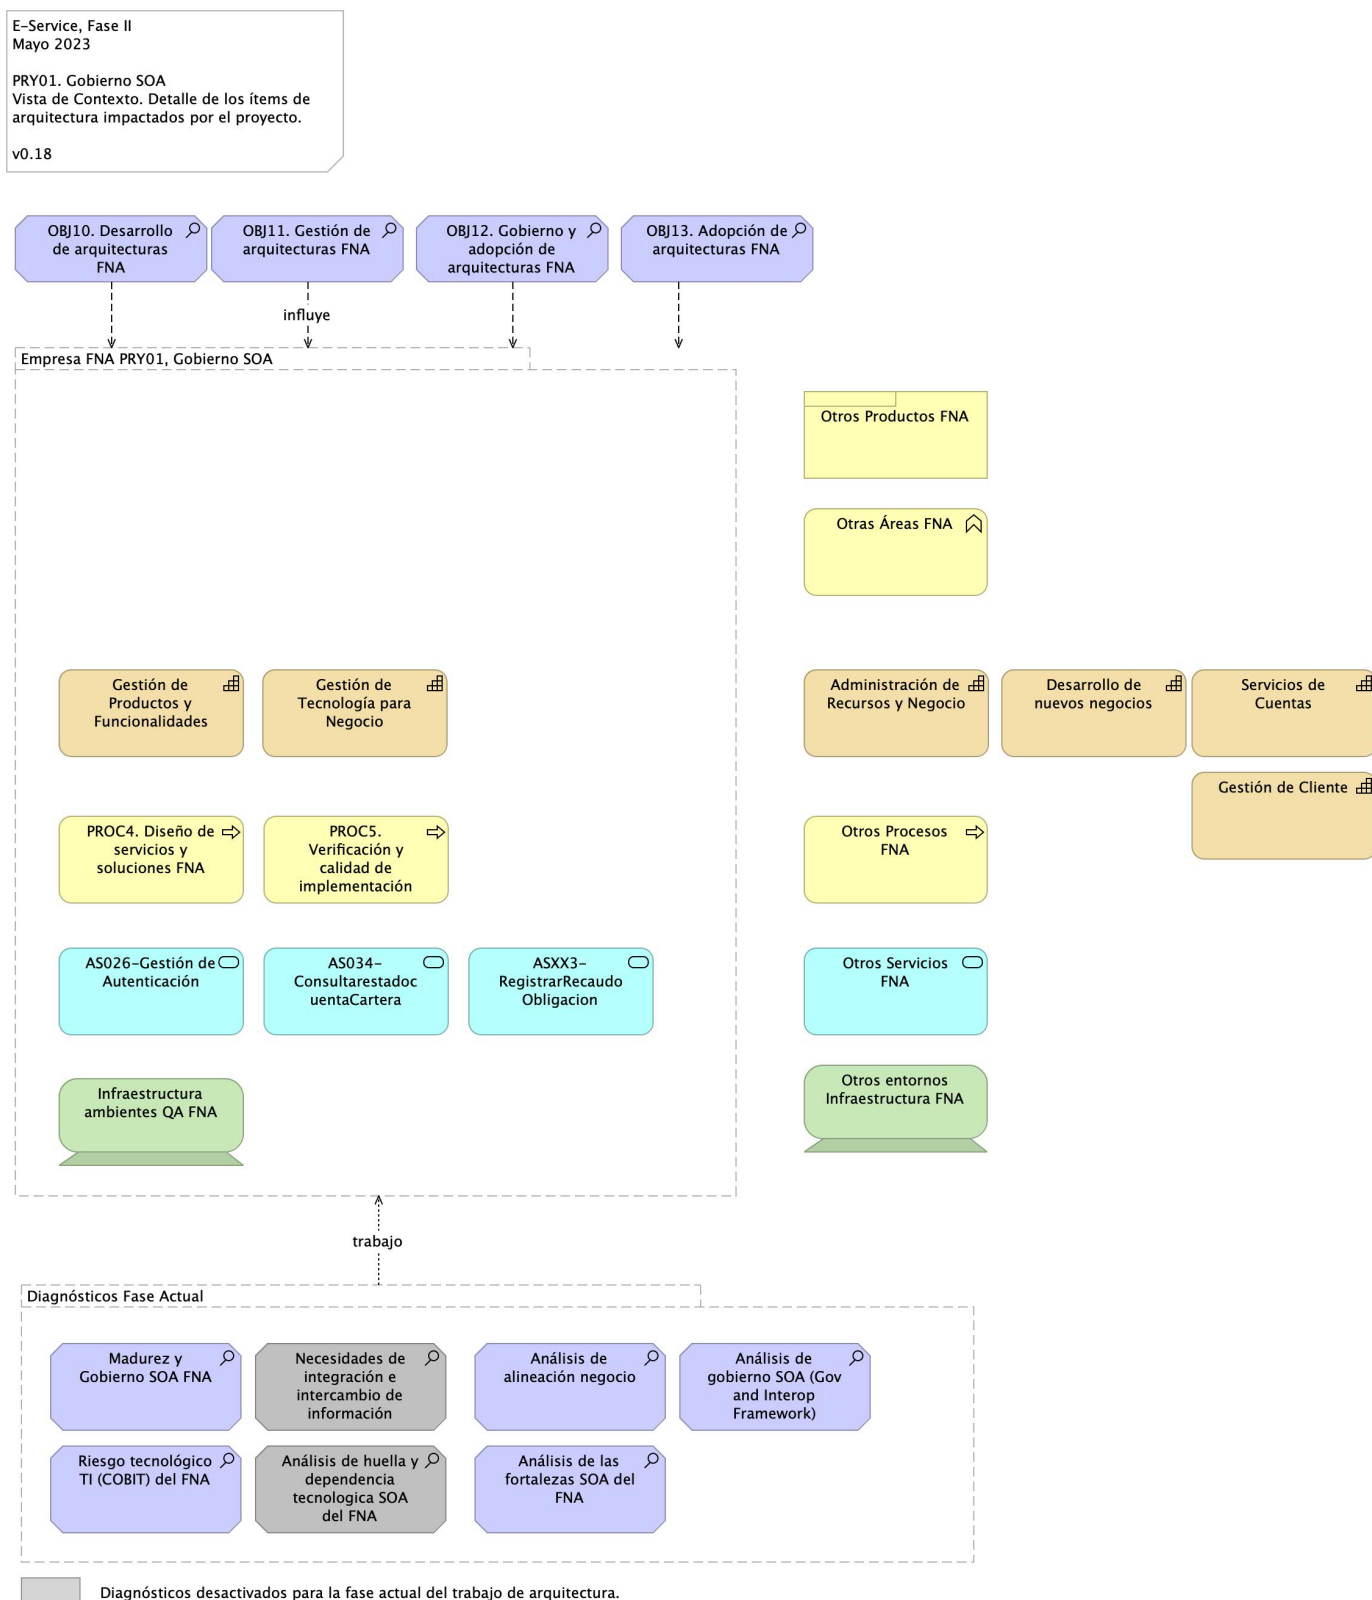 E-Service, Fase II
Mayo 2023
PRY01. Gobierno SOA
Vista de Contexto. Detalle de los ítems de
arquitectura impactados por el proyecto.
v0.18
OBJ10. Desarrollo
de arquitecturas
FNA
OBJ11. Gestión de
arquitecturas FNA
OBJ12. Gobierno y
adopción de
arquitecturas FNA
OBJ13. Adopción de
arquitecturas FNA
influye
Empresa FNA PRY01, Gobierno SOA
Otros Productos FNA
Otras Áreas FNA
Gestión de
Productos y
Funcionalidades
Gestión de
Tecnología para
Negocio
Administración de
Recursos y Negocio
Desarrollo de
nuevos negocios
Servicios de
Cuentas
Gestión de Cliente
PROC4. Diseño de
servicios y
soluciones FNA
PROC5.
Verificación y
calidad de
implementación
Otros Procesos
FNA
AS026-Gestión de
Autenticación
AS034-
Consultarestadoc
uentaCartera
ASXX3-
RegistrarRecaudo
Obligacion
Otros Servicios
FNA
Infraestructura
ambientes QA FNA
Otros entornos
Infraestructura FNA
trabajo
Diagnósticos Fase Actual
Madurez y
Gobierno SOA FNA
Necesidades de
integración e
intercambio de
información
Análisis de
alineación negocio
Análisis de
gobierno SOA (Gov
and Interop
Framework)
Riesgo tecnológico
TI (COBIT) del FNA
Análisis de huella y
dependencia
tecnologica SOA
del FNA
Análisis de las
fortalezas SOA del
FNA
Diagnósticos desactivados para la fase actual del trabajo de arquitectura.